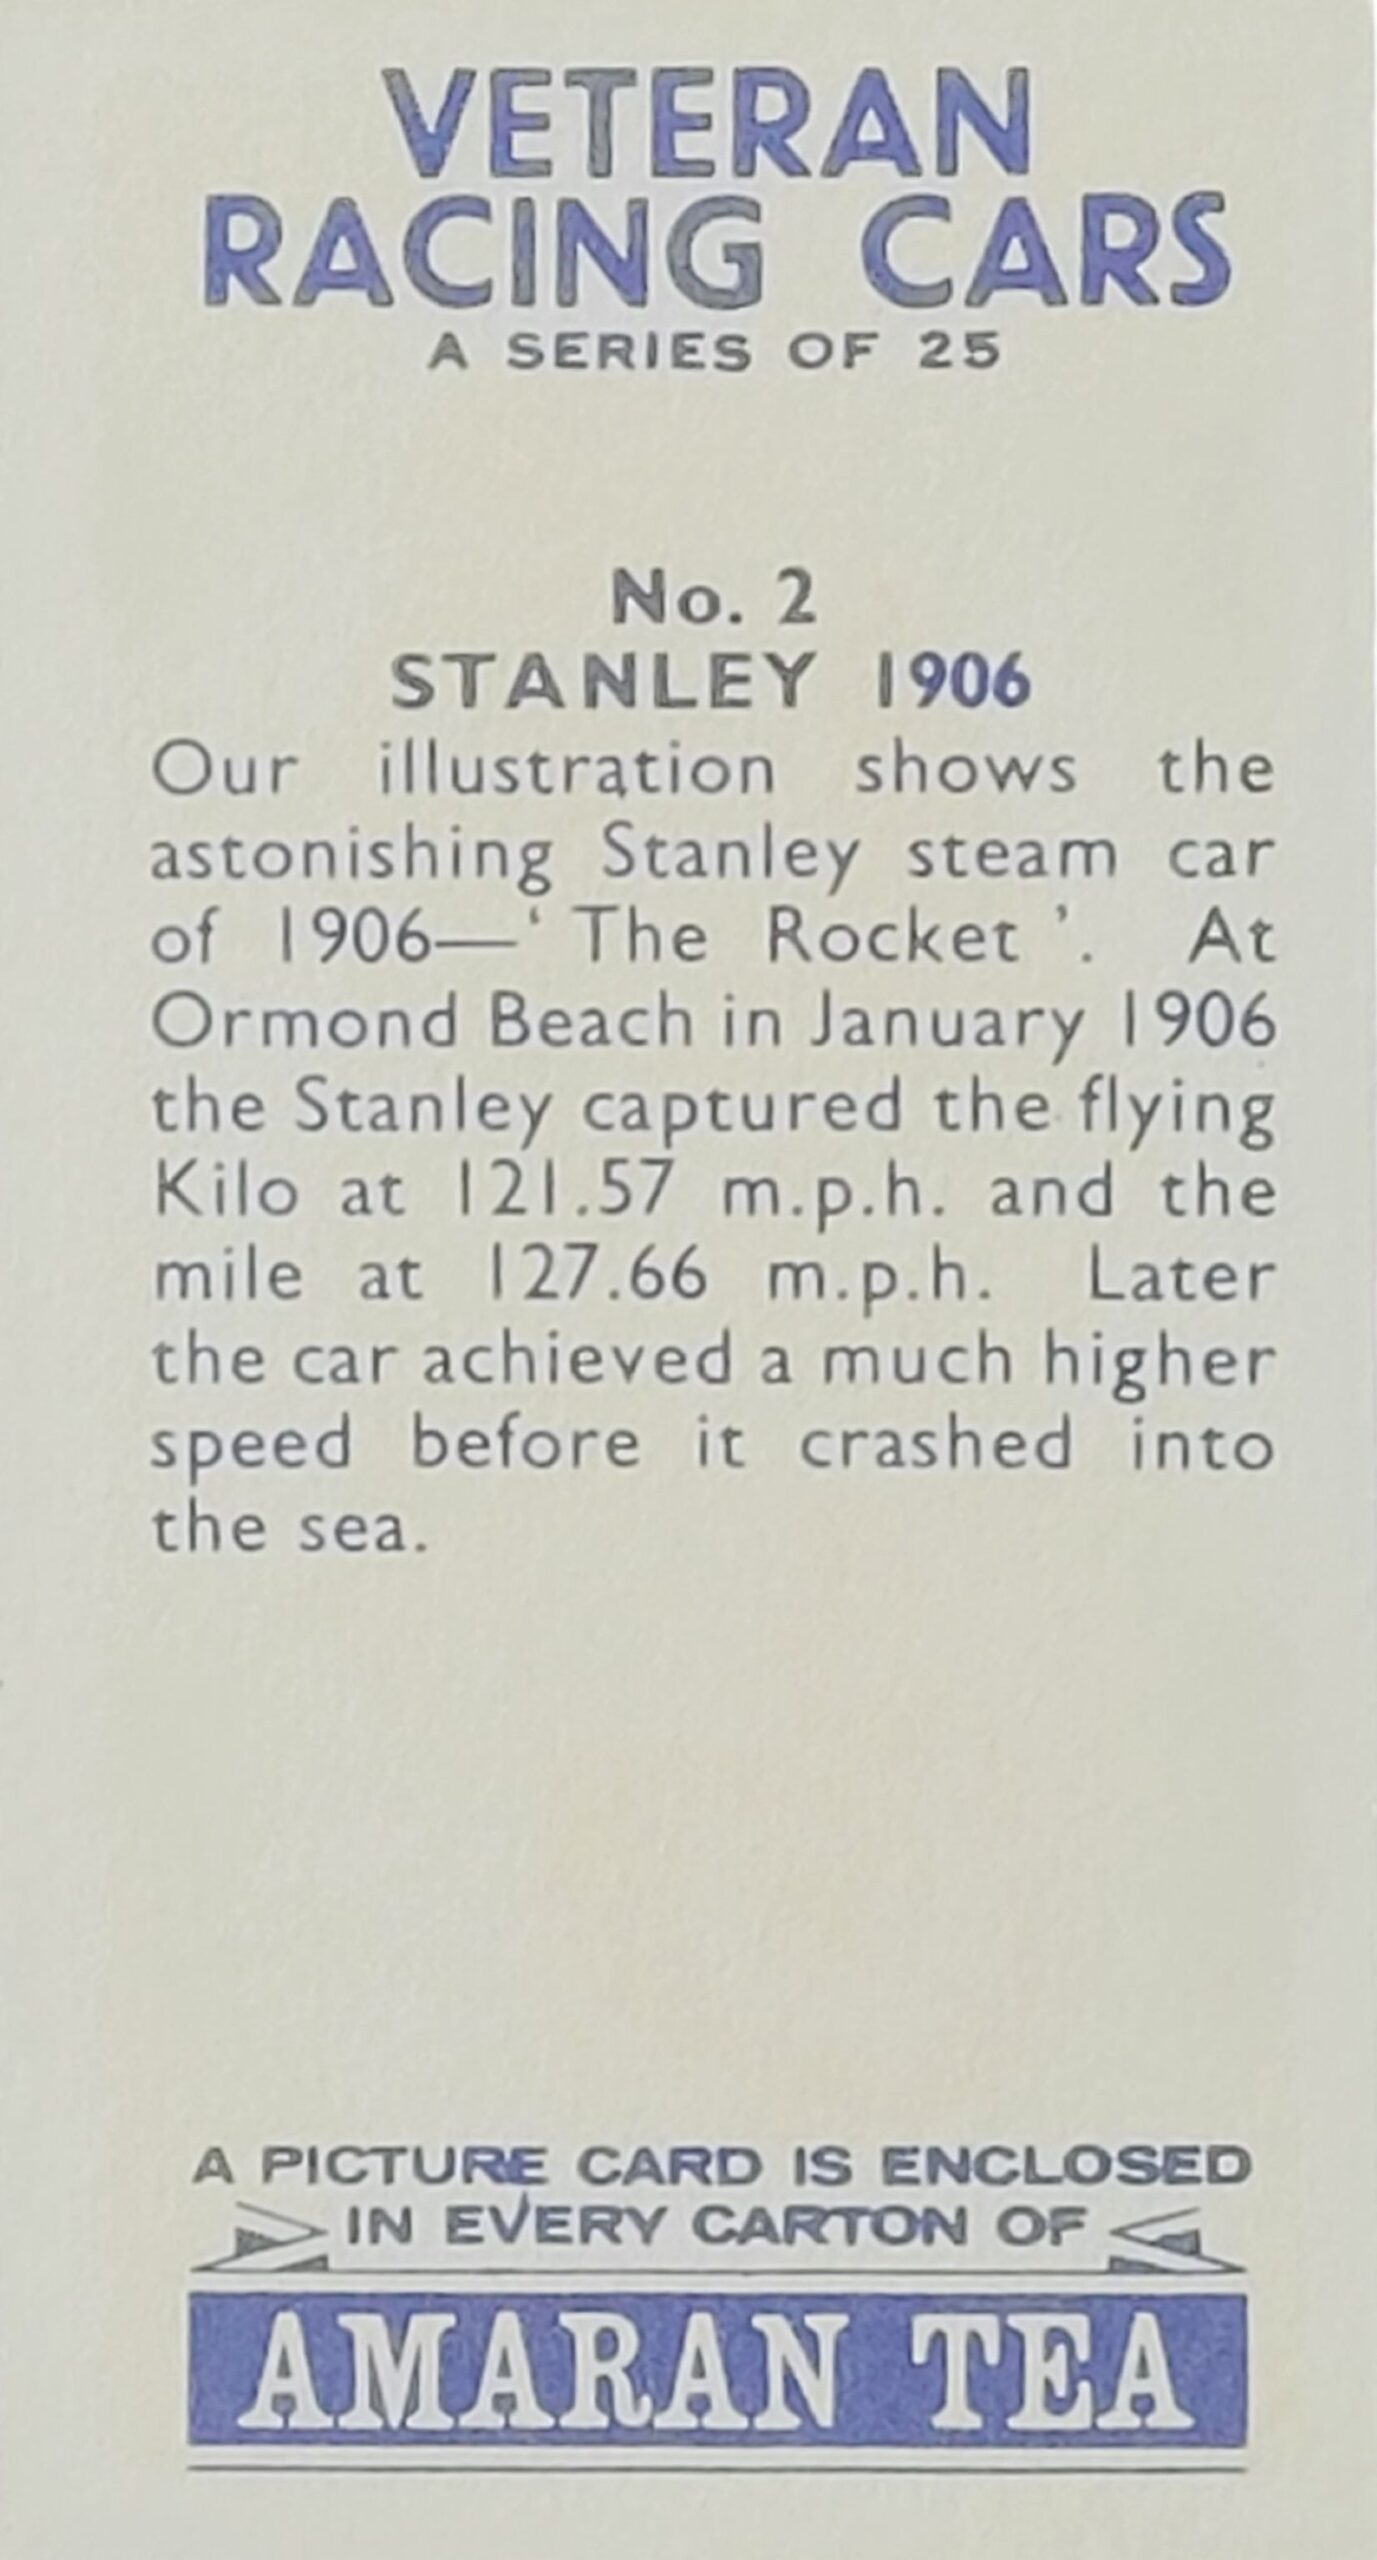 VETERAN
RACING CARS
A SERIES OF 25
No. 2
STANLEY 1906
Our illustration shows the
astonishing Stanley steam car
of 1906—‘ The Rocket ’. At
Ormond Beach in January 1906
the Stanley captured the flying
Kilo at 121.57 m.p.h. and the
mile at 127.66 m.p.h. Later
the car achieved a much higher
speed before it crashed into
the sea.
A PICTURE CARD IS ENCLOSED
IN EVERY CARTON OF
AMARAN TEA